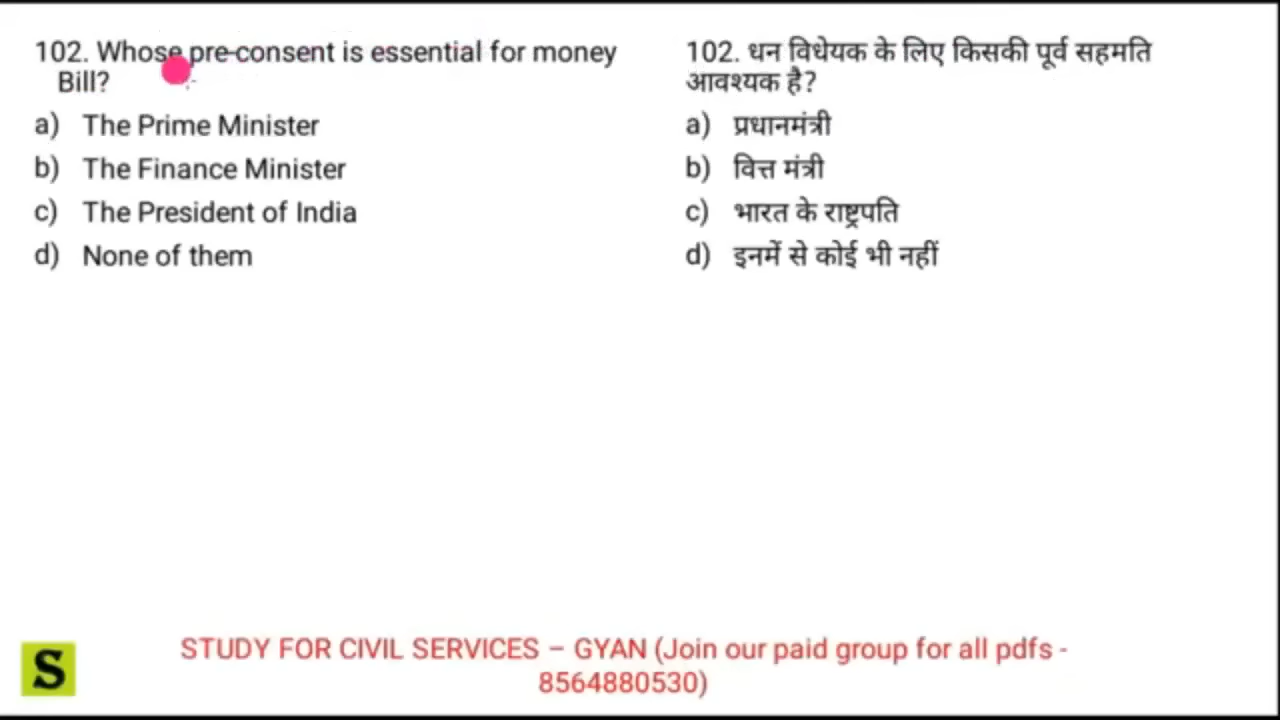 102. Whose pre-consent is essential for money
Bill?
a) The Prime Minister
b) The Finance Minister
c) The President of India
d) None of them
102. धन विधेयक के लिए किसकी पूर्व सहमति
आवश्यक है?
a) प्रधानमंत्री
b) वित्त मंत्री
c) भारत के राष्ट्रपति
d) इनमें से कोई भी नहीं
S
STUDY FOR CIVIL SERVICES – GYAN (Join our paid group for all pdfs -
8564880530)